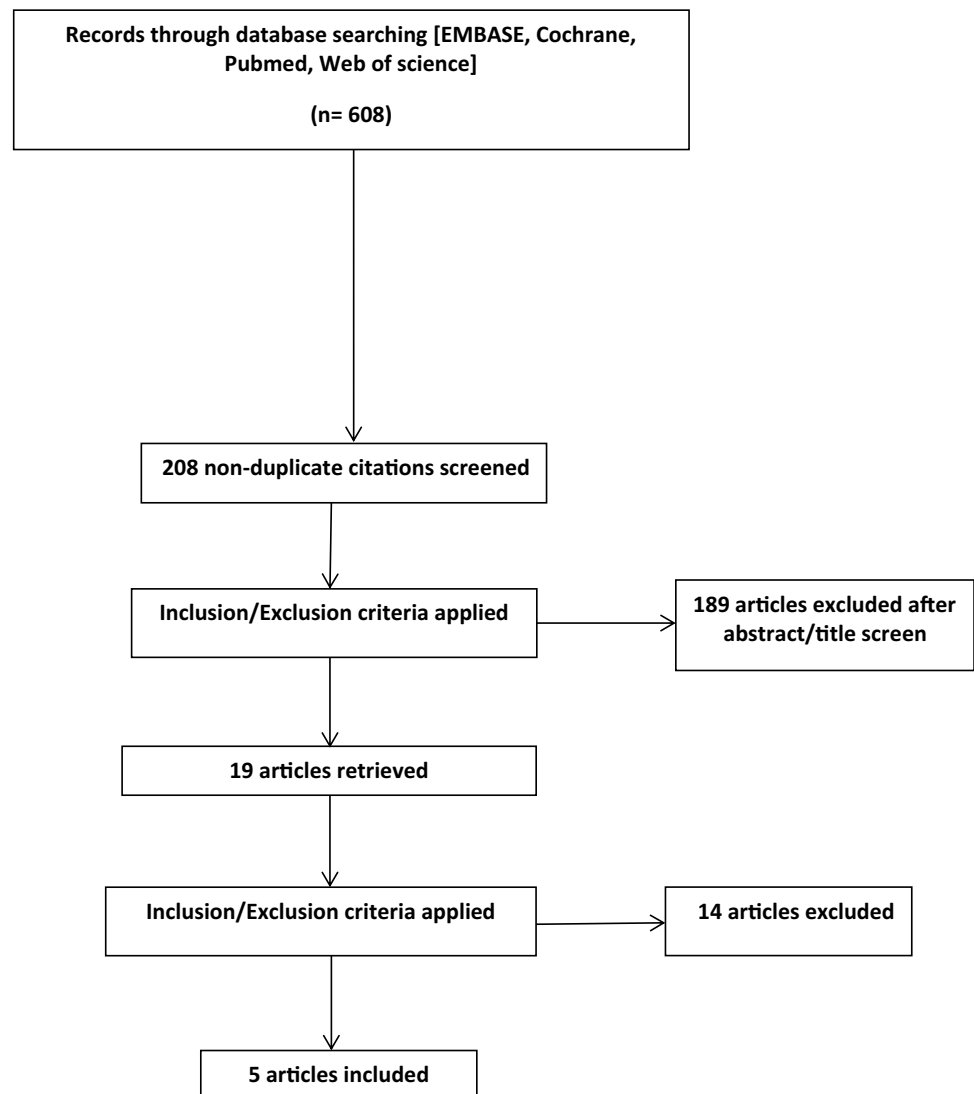 Records through database searching [EMBASE, Cochrane,
Pubmed, Web of science]
(n= 608)
208 non-duplicate citations screened
Inclusion/Exclusion criteria applied
189 articles excluded after
abstract/title screen
19 articles retrieved
Inclusion/Exclusion criteria applied
14 articles excluded
5 articles included